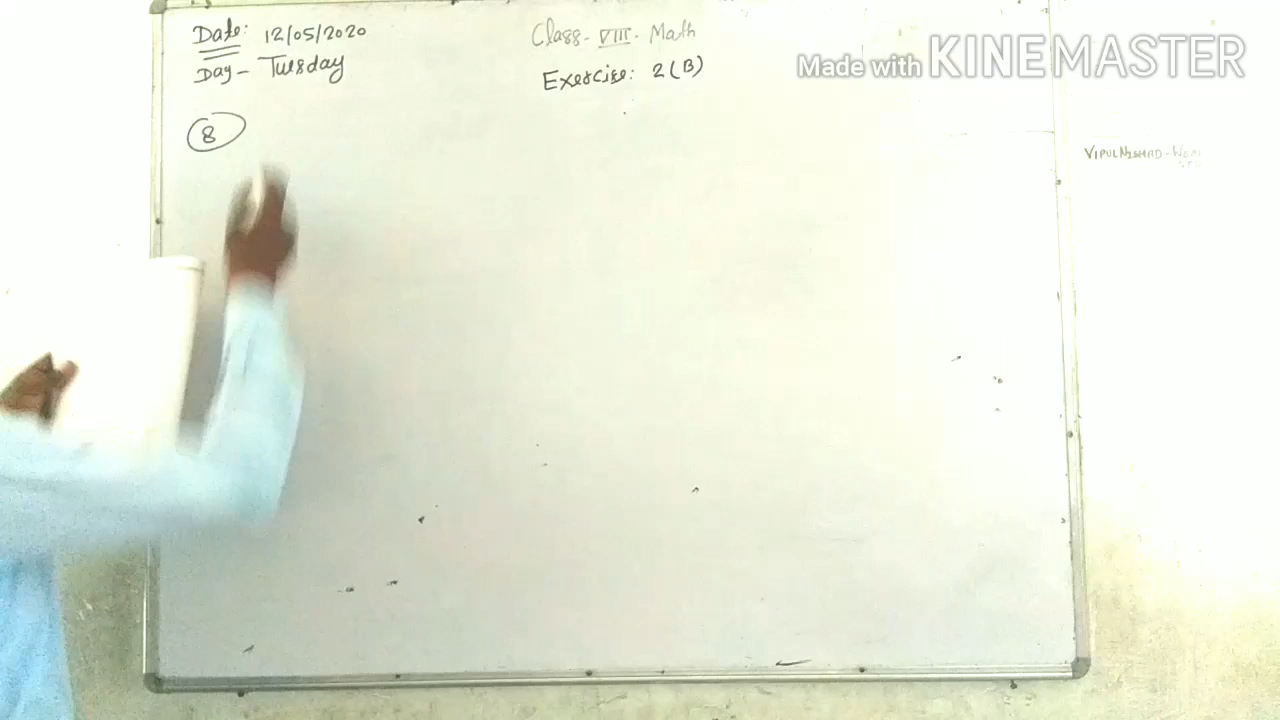 Date: 12/05/2020
Day - Tuesday
Class - VIII - Math
Exercise: 2(B)
8
Made with KINEMASTER